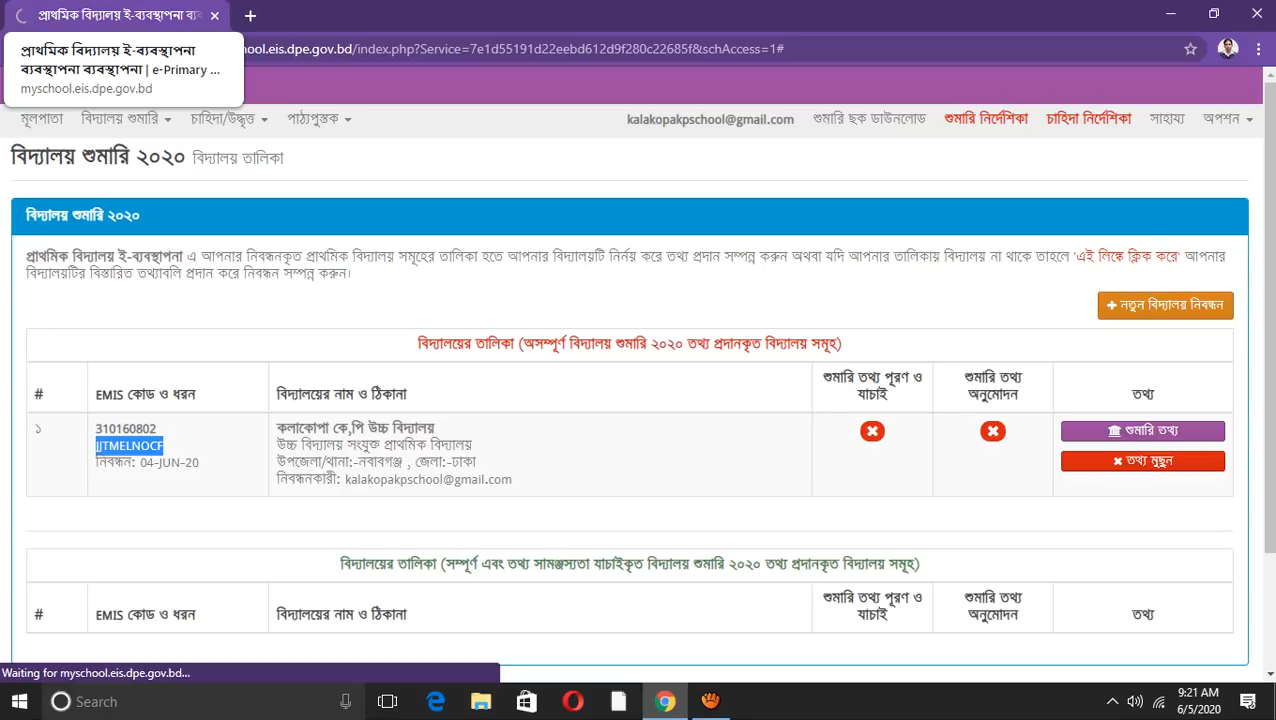 প্রাথমিক বিদ্যালয় ই-ব্যবস্থাপনা ব্যব
প্রাথমিক বিদ্যালয় ই-ব্যবস্থাপনা
ব্যবস্থাপনা ব্যবস্থাপনা | e-Primary ...
myschool.eis.dpe.gov.bd
hool.eis.dpe.gov.bd/index.php?Service=7e1d55191d22eebd612d9f280c22685f&schAccess=1#
মূলপাতা বিদ্যালয় শুমারি চাহিদা/উদ্ধৃত্ত পাঠ্যপুস্তক kalakopakpschool@gmail.com শুমারি ছক ডাউনলোড শুমারি নির্দেশিকা চাহিদা নির্দেশিকা সাহায্য অপশন
বিদ্যালয় শুমারি ২০২০ বিদ্যালয় তালিকা
বিদ্যালয় শুমারি ২০২০
প্রাথমিক বিদ্যালয় ই-ব্যবস্থাপনা এ আপনার নিবন্ধনকৃত প্রাথমিক বিদ্যালয় সমূহের তালিকা হতে আপনার বিদ্যালয়টি নির্নয় করে তথ্য প্রদান সম্পন্ন করুন অথবা যদি আপনার তালিকায় বিদ্যালয় না থাকে তাহলে 'এই লিঙ্কে ক্লিক করে' আপনার
বিদ্যালয়টির বিস্তারিত তথ্যাবলি প্রদান করে নিবন্ধন সম্পন্ন করুন।
নতুন বিদ্যালয় নিবন্ধন
বিদ্যালয়ের তালিকা (অসম্পূর্ণ বিদ্যালয় শুমারি ২০২০ তথ্য প্রদানকৃত বিদ্যালয় সমূহ)
# EMIS কোড ও ধরন বিদ্যালয়ের নাম ও ঠিকানা শুমারি তথ্য পূরণ ও যাচাই শুমারি তথ্য অনুমোদন তথ্য
১ 310160802 কলাকোপা কে,পি উচ্চ বিদ্যালয় শুমারি তথ্য
JJTMELNOCF উচ্চ বিদ্যালয় সংযুক্ত প্রাথমিক বিদ্যালয়
নিবন্ধন: 04-JUN-20 উপজেলা/থানা:-নবাবগঞ্জ , জেলা:-ঢাকা তথ্য মুছুন
নিবন্ধনকারী: kalakopakpschool@gmail.com
বিদ্যালয়ের তালিকা (সম্পূর্ণ এবং তথ্য সামঞ্জস্যতা যাচাইকৃত বিদ্যালয় শুমারি ২০২০ তথ্য প্রদানকৃত বিদ্যালয় সমূহ)
# EMIS কোড ও ধরন বিদ্যালয়ের নাম ও ঠিকানা শুমারি তথ্য পূরণ ও যাচাই শুমারি তথ্য অনুমোদন তথ্য
Waiting for myschool.eis.dpe.gov.bd...
Search
9:21 AM
6/5/2020